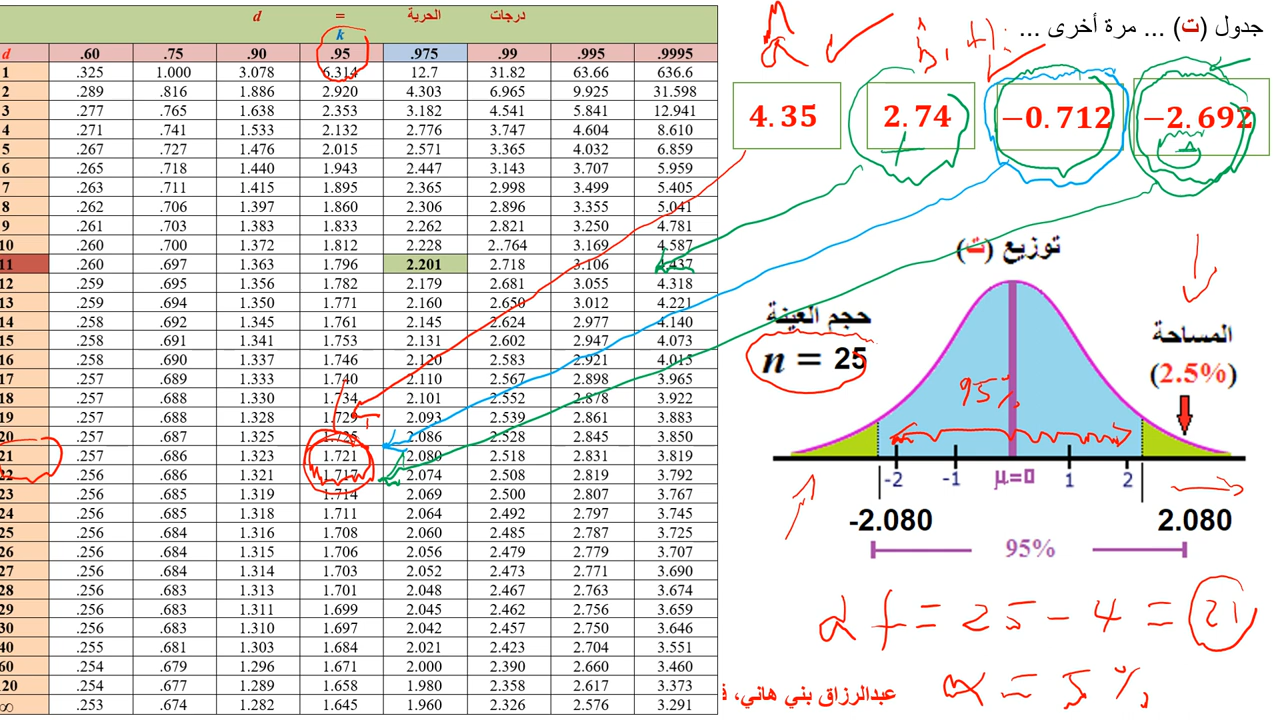 جدول (ت) ... مرة أخرى ...
درجات الحرية = d
k
d .60 .75 .90 .95 .975 .99 .995 .9995
1 .325 1.000 3.078 6.314 12.7 31.82 63.66 636.6
2 .289 .816 1.886 2.920 4.303 6.965 9.925 31.598
3 .277 .765 1.638 2.353 3.182 4.541 5.841 12.941
4 .271 .741 1.533 2.132 2.776 3.747 4.604 8.610
5 .267 .727 1.476 2.015 2.571 3.365 4.032 6.859
6 .265 .718 1.440 1.943 2.447 3.143 3.707 5.959
7 .263 .711 1.415 1.895 2.365 2.998 3.499 5.405
8 .262 .706 1.397 1.860 2.306 2.896 3.355 5.041
9 .261 .703 1.383 1.833 2.262 2.821 3.250 4.781
10 .260 .700 1.372 1.812 2.228 2..764 3.169 4.587
11 .260 .697 1.363 1.796 2.201 2.718 3.106 4.437
12 .259 .695 1.356 1.782 2.179 2.681 3.055 4.318
13 .259 .694 1.350 1.771 2.160 2.650 3.012 4.221
14 .258 .692 1.345 1.761 2.145 2.624 2.977 4.140
15 .258 .691 1.341 1.753 2.131 2.602 2.947 4.073
16 .258 .690 1.337 1.746 2.120 2.583 2.921 4.015
17 .257 .689 1.333 1.740 2.110 2.567 2.898 3.965
18 .257 .688 1.330 1.734 2.101 2.552 2.878 3.922
19 .257 .688 1.328 1.729 2.093 2.539 2.861 3.883
20 .257 .687 1.325 1.725 2.086 2.528 2.845 3.850
21 .257 .686 1.323 1.721 2.080 2.518 2.831 3.819
22 .256 .686 1.321 1.717 2.074 2.508 2.819 3.792
23 .256 .685 1.319 1.714 2.069 2.500 2.807 3.767
24 .256 .685 1.318 1.711 2.064 2.492 2.797 3.745
25 .256 .684 1.316 1.708 2.060 2.485 2.787 3.725
26 .256 .684 1.315 1.706 2.056 2.479 2.779 3.707
27 .256 .684 1.314 1.703 2.052 2.473 2.771 3.690
28 .256 .683 1.313 1.701 2.048 2.467 2.763 3.674
29 .256 .683 1.311 1.699 2.045 2.462 2.756 3.659
30 .256 .683 1.310 1.697 2.042 2.457 2.750 3.646
40 .255 .681 1.303 1.684 2.021 2.423 2.704 3.551
60 .254 .679 1.296 1.671 2.000 2.390 2.660 3.460
20 .254 .677 1.289 1.658 1.980 2.358 2.617 3.373
∞ .253 .674 1.282 1.645 1.960 2.326 2.576 3.291
4.35 2.74 −0.712 −2.692
توزيع (ت)
حجم العينة
n = 25
المساحة
(2.5%)
95%
-2 -1 μ=0 1 2
-2.080 2.080
95%
df = 25 - 4 = 21
α = 5%
عبدالرزاق بني هاني،